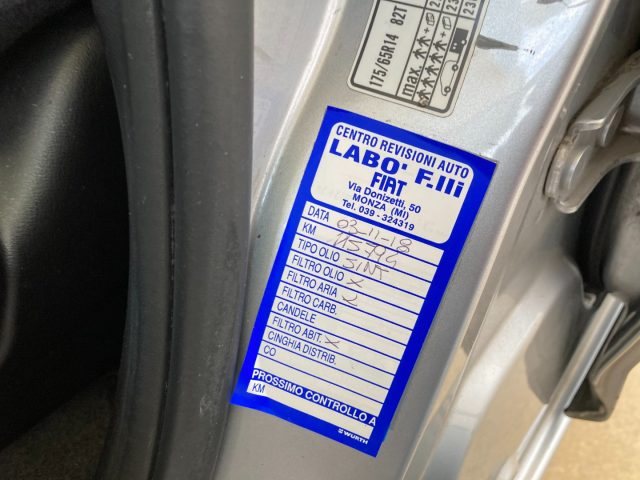 175/65R14 82T
max.
CENTRO REVISIONI AUTO
LABO' F.lli
FIAT
Via Donizetti, 50
MONZA (MI)
Tel. 039 - 324319
DATA 03-11-18
KM 115794
TIPO OLIO SINT
FILTRO OLIO X
FILTRO ARIA X
FILTRO CARB.
CANDELE
FILTRO ABIT. X
CINGHIA DISTRIB.
CO
PROSSIMO CONTROLLO A
KM
WÜRTH